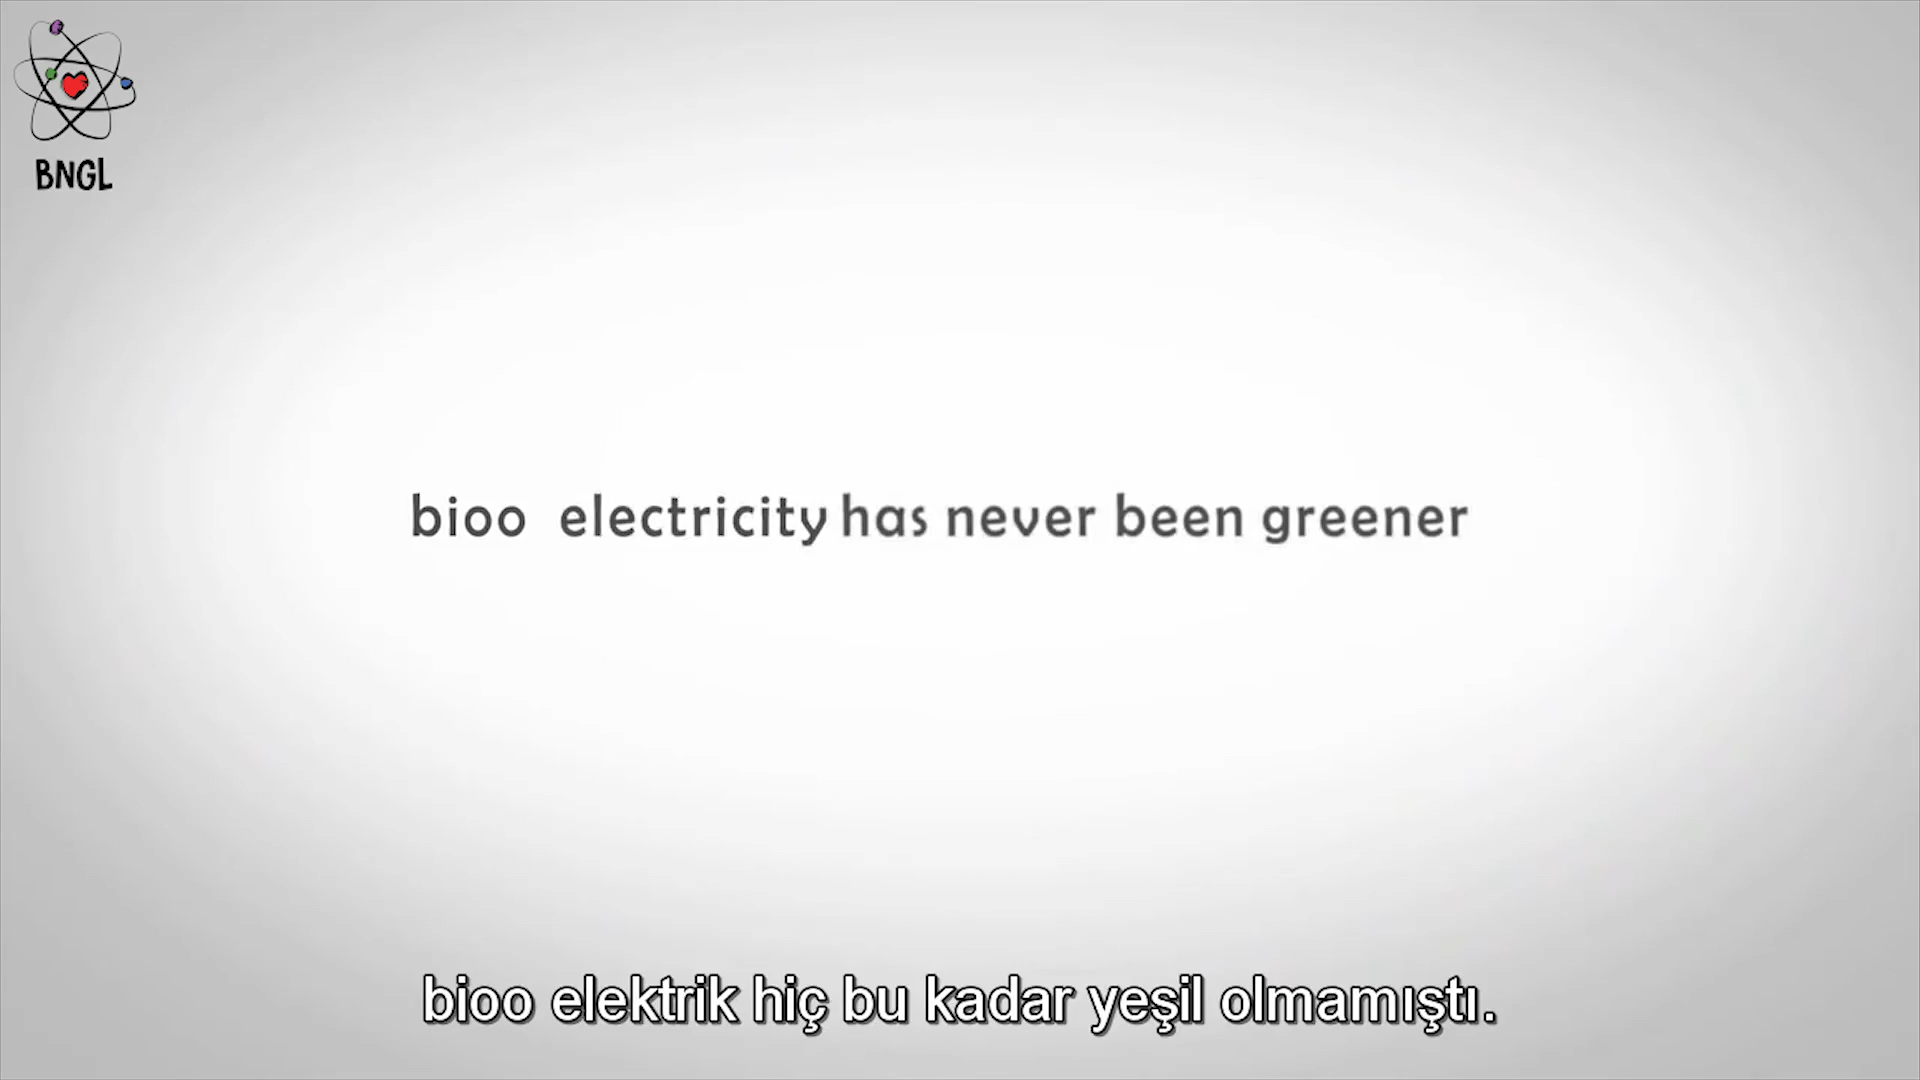 BNGL
bioo electricity has never been greener
bioo elektrik hiç bu kadar yeşil olmamıştı.